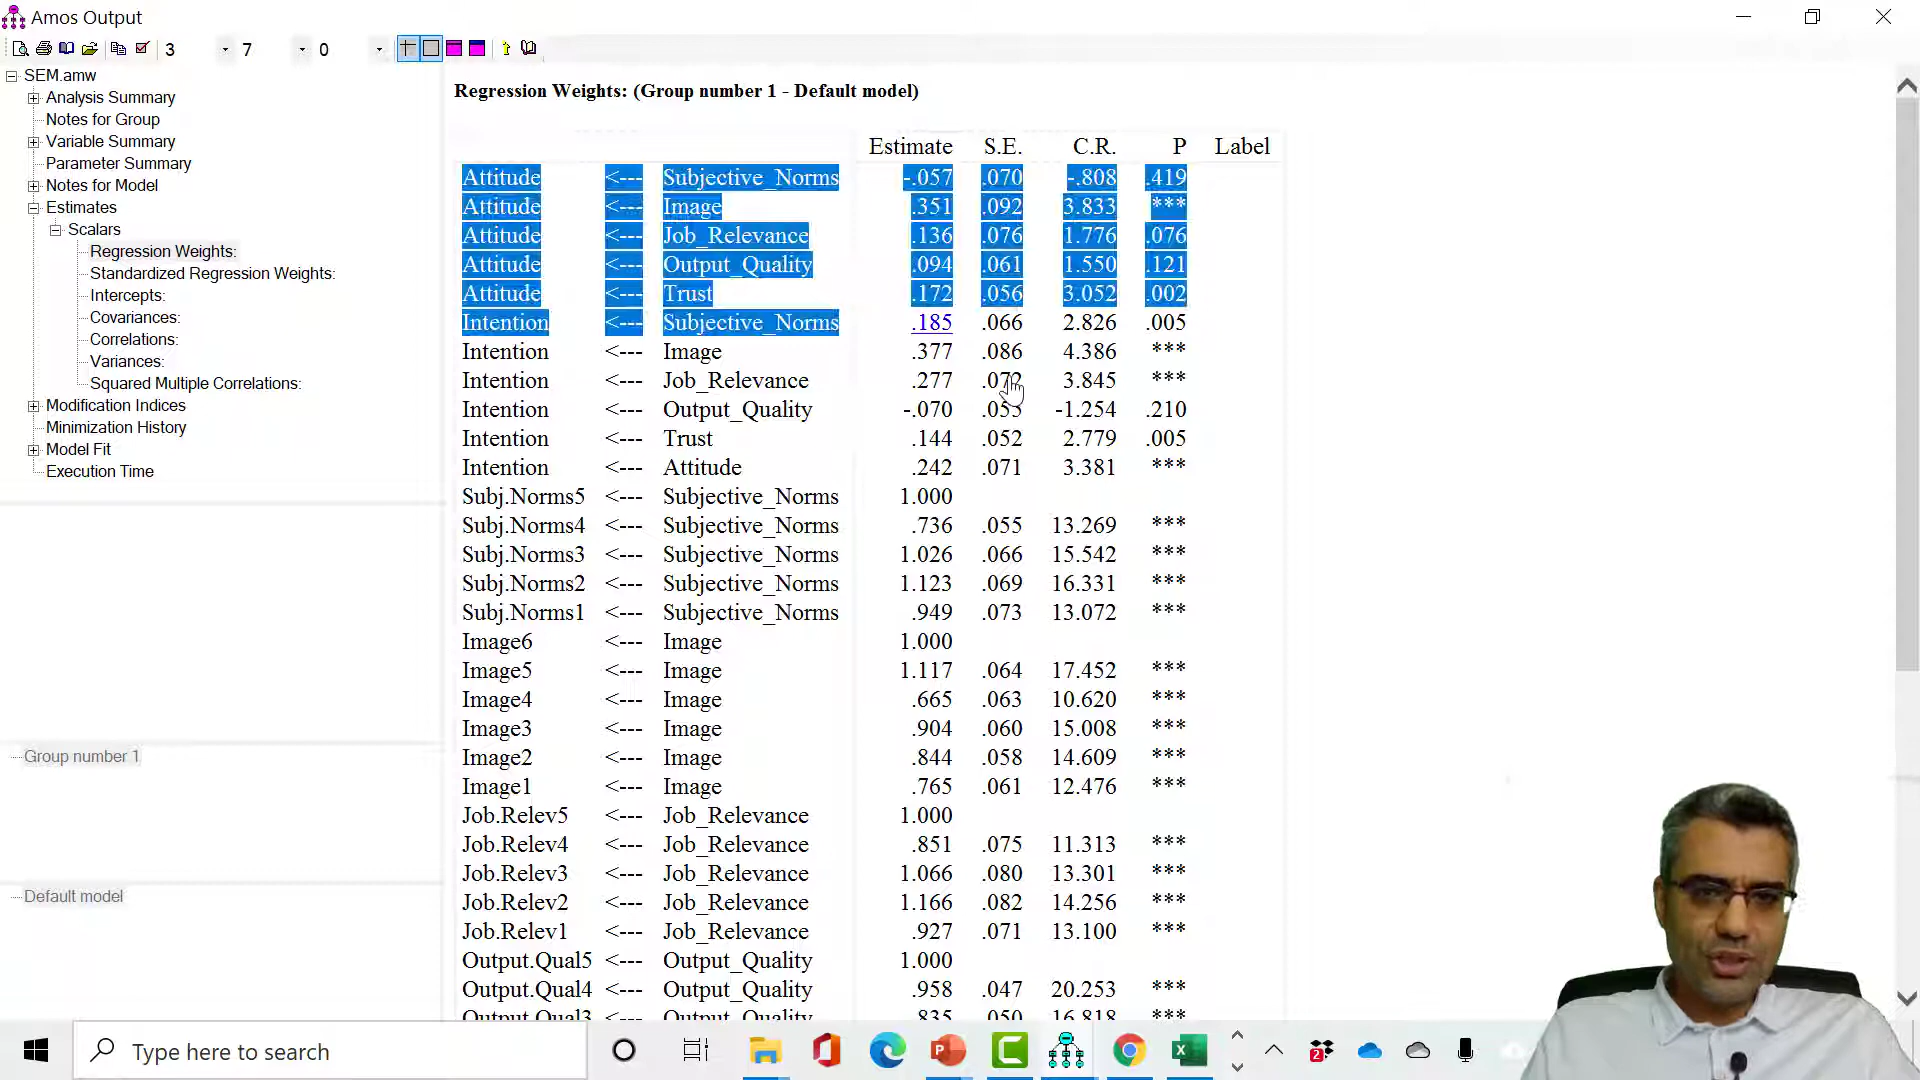 Amos Output
3 7 0
SEM.amw
Analysis Summary
Notes for Group
Variable Summary
Parameter Summary
Notes for Model
Estimates
Scalars
Regression Weights:
Standardized Regression Weights:
Intercepts:
Covariances:
Correlations:
Variances:
Squared Multiple Correlations:
Modification Indices
Minimization History
Model Fit
Execution Time
Group number 1
Default model
Regression Weights: (Group number 1 - Default model)
Estimate S.E. C.R. P Label
Attitude <--- Subjective_Norms -.057 .070 -.808 .419
Attitude <--- Image .351 .092 3.833 ***
Attitude <--- Job_Relevance .136 .076 1.776 .076
Attitude <--- Output_Quality .094 .061 1.550 .121
Attitude <--- Trust .172 .056 3.052 .002
Intention <--- Subjective_Norms .185 .066 2.826 .005
Intention <--- Image .377 .086 4.386 ***
Intention <--- Job_Relevance .277 .072 3.845 ***
Intention <--- Output_Quality -.070 .055 -1.254 .210
Intention <--- Trust .144 .052 2.779 .005
Intention <--- Attitude .242 .071 3.381 ***
Subj.Norms5 <--- Subjective_Norms 1.000
Subj.Norms4 <--- Subjective_Norms .736 .055 13.269 ***
Subj.Norms3 <--- Subjective_Norms 1.026 .066 15.542 ***
Subj.Norms2 <--- Subjective_Norms 1.123 .069 16.331 ***
Subj.Norms1 <--- Subjective_Norms .949 .073 13.072 ***
Image6 <--- Image 1.000
Image5 <--- Image 1.117 .064 17.452 ***
Image4 <--- Image .665 .063 10.620 ***
Image3 <--- Image .904 .060 15.008 ***
Image2 <--- Image .844 .058 14.609 ***
Image1 <--- Image .765 .061 12.476 ***
Job.Relev5 <--- Job_Relevance 1.000
Job.Relev4 <--- Job_Relevance .851 .075 11.313 ***
Job.Relev3 <--- Job_Relevance 1.066 .080 13.301 ***
Job.Relev2 <--- Job_Relevance 1.166 .082 14.256 ***
Job.Relev1 <--- Job_Relevance .927 .071 13.100 ***
Output.Qual5 <--- Output_Quality 1.000
Output.Qual4 <--- Output_Quality .958 .047 20.253 ***
Output.Qual3 <--- Output_Quality .835 .050 16.818 ***
Type here to search
2